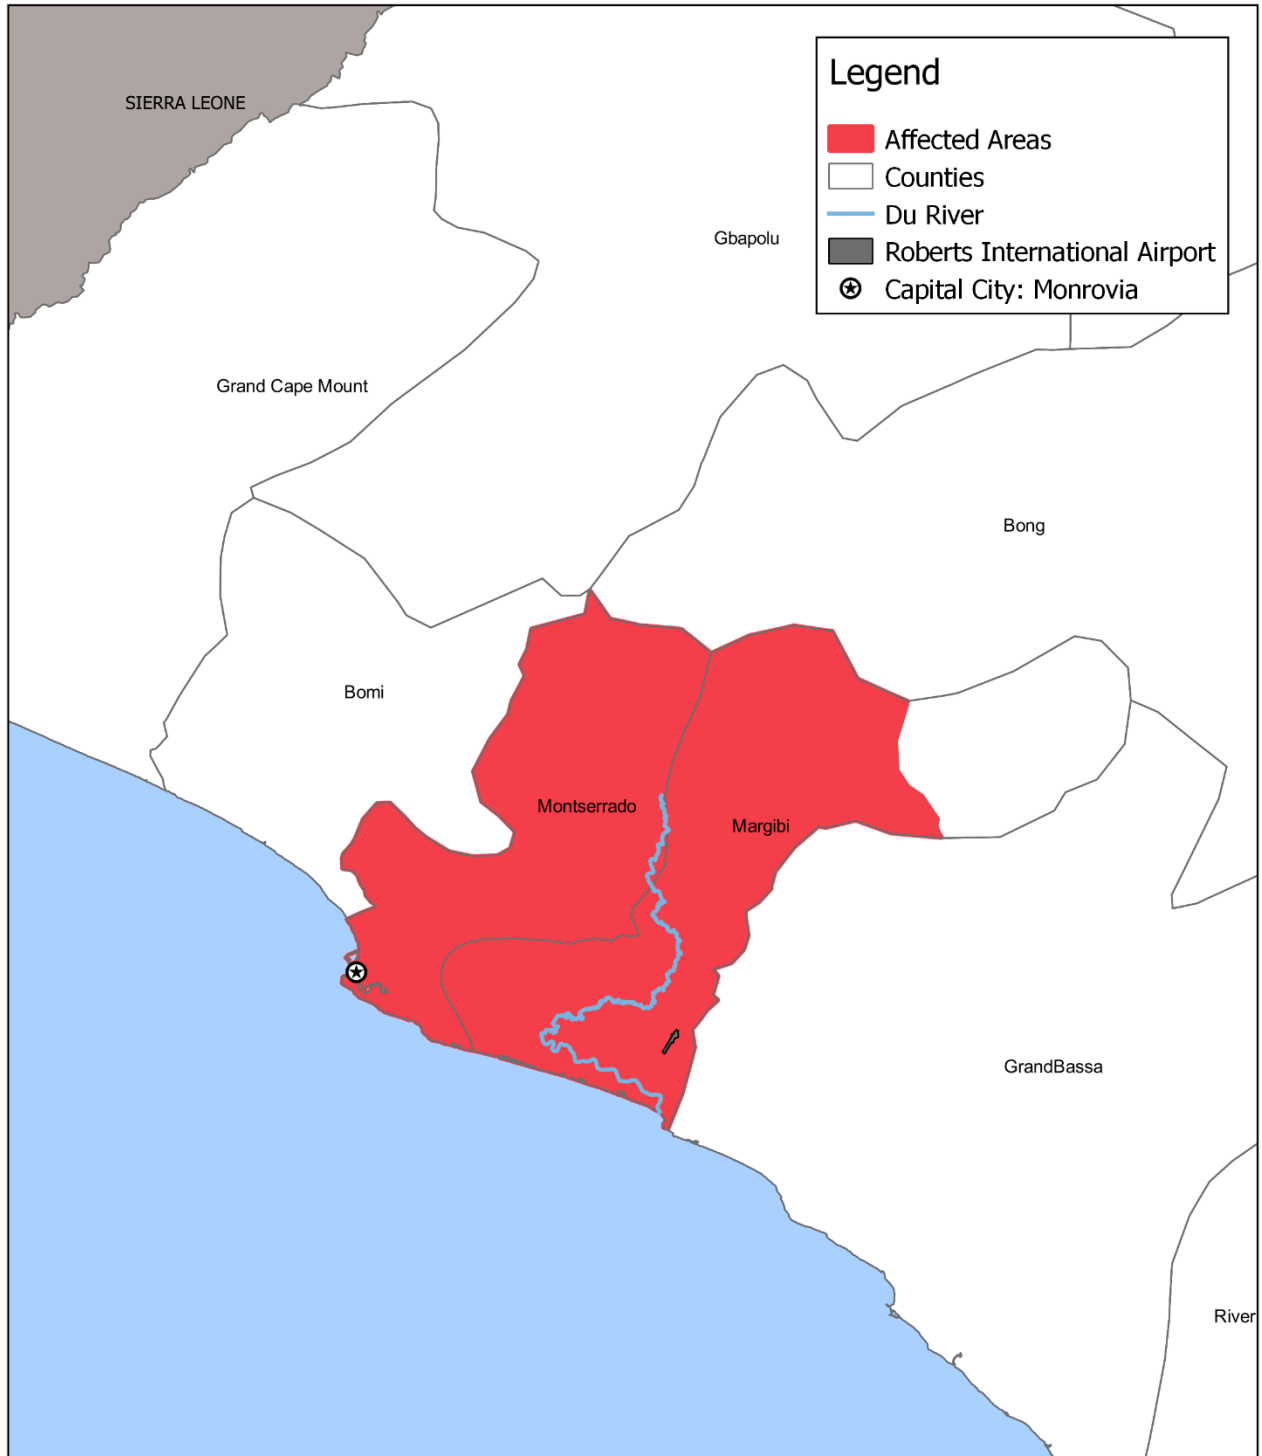 Legend
Affected Areas
Counties
Du River
Roberts International Airport
Capital City: Monrovia
SIERRA LEONE
Gbapolu
Grand Cape Mount
Bong
Bomi
Montserrado
Margibi
GrandBassa
River